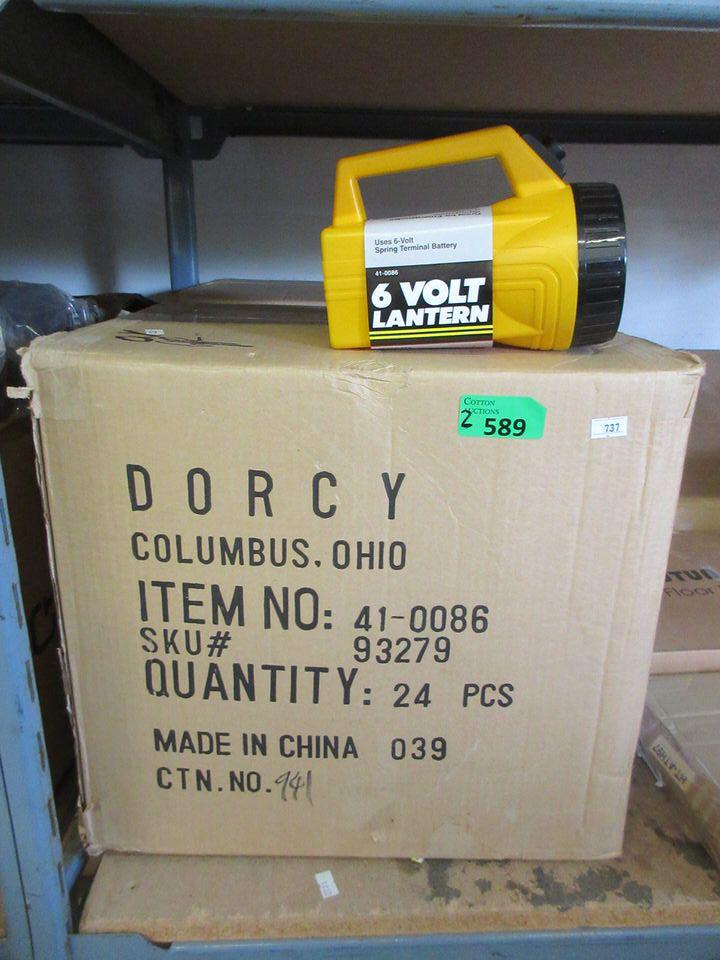 Uses 6-Volt
Spring Terminal Battery
41-0086
6 VOLT
LANTERN
COTTON
AUCTIONS
2 589
737
DORCY
COLUMBUS, OHIO
ITEM NO: 41-0086
SKU# 93279
QUANTITY: 24 PCS
MADE IN CHINA 039
CTN.NO. 941